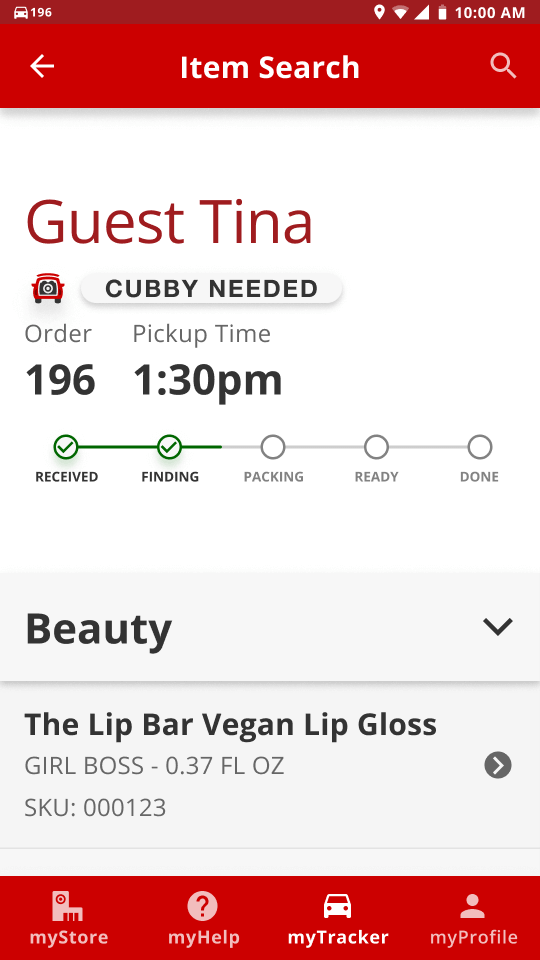 196 10:00 AM
Item Search
Guest Tina
CUBBY NEEDED
Order Pickup Time
196 1:30pm
RECEIVED FINDING PACKING READY DONE
Beauty
The Lip Bar Vegan Lip Gloss
GIRL BOSS - 0.37 FL OZ
SKU: 000123
myStore myHelp myTracker myProfile